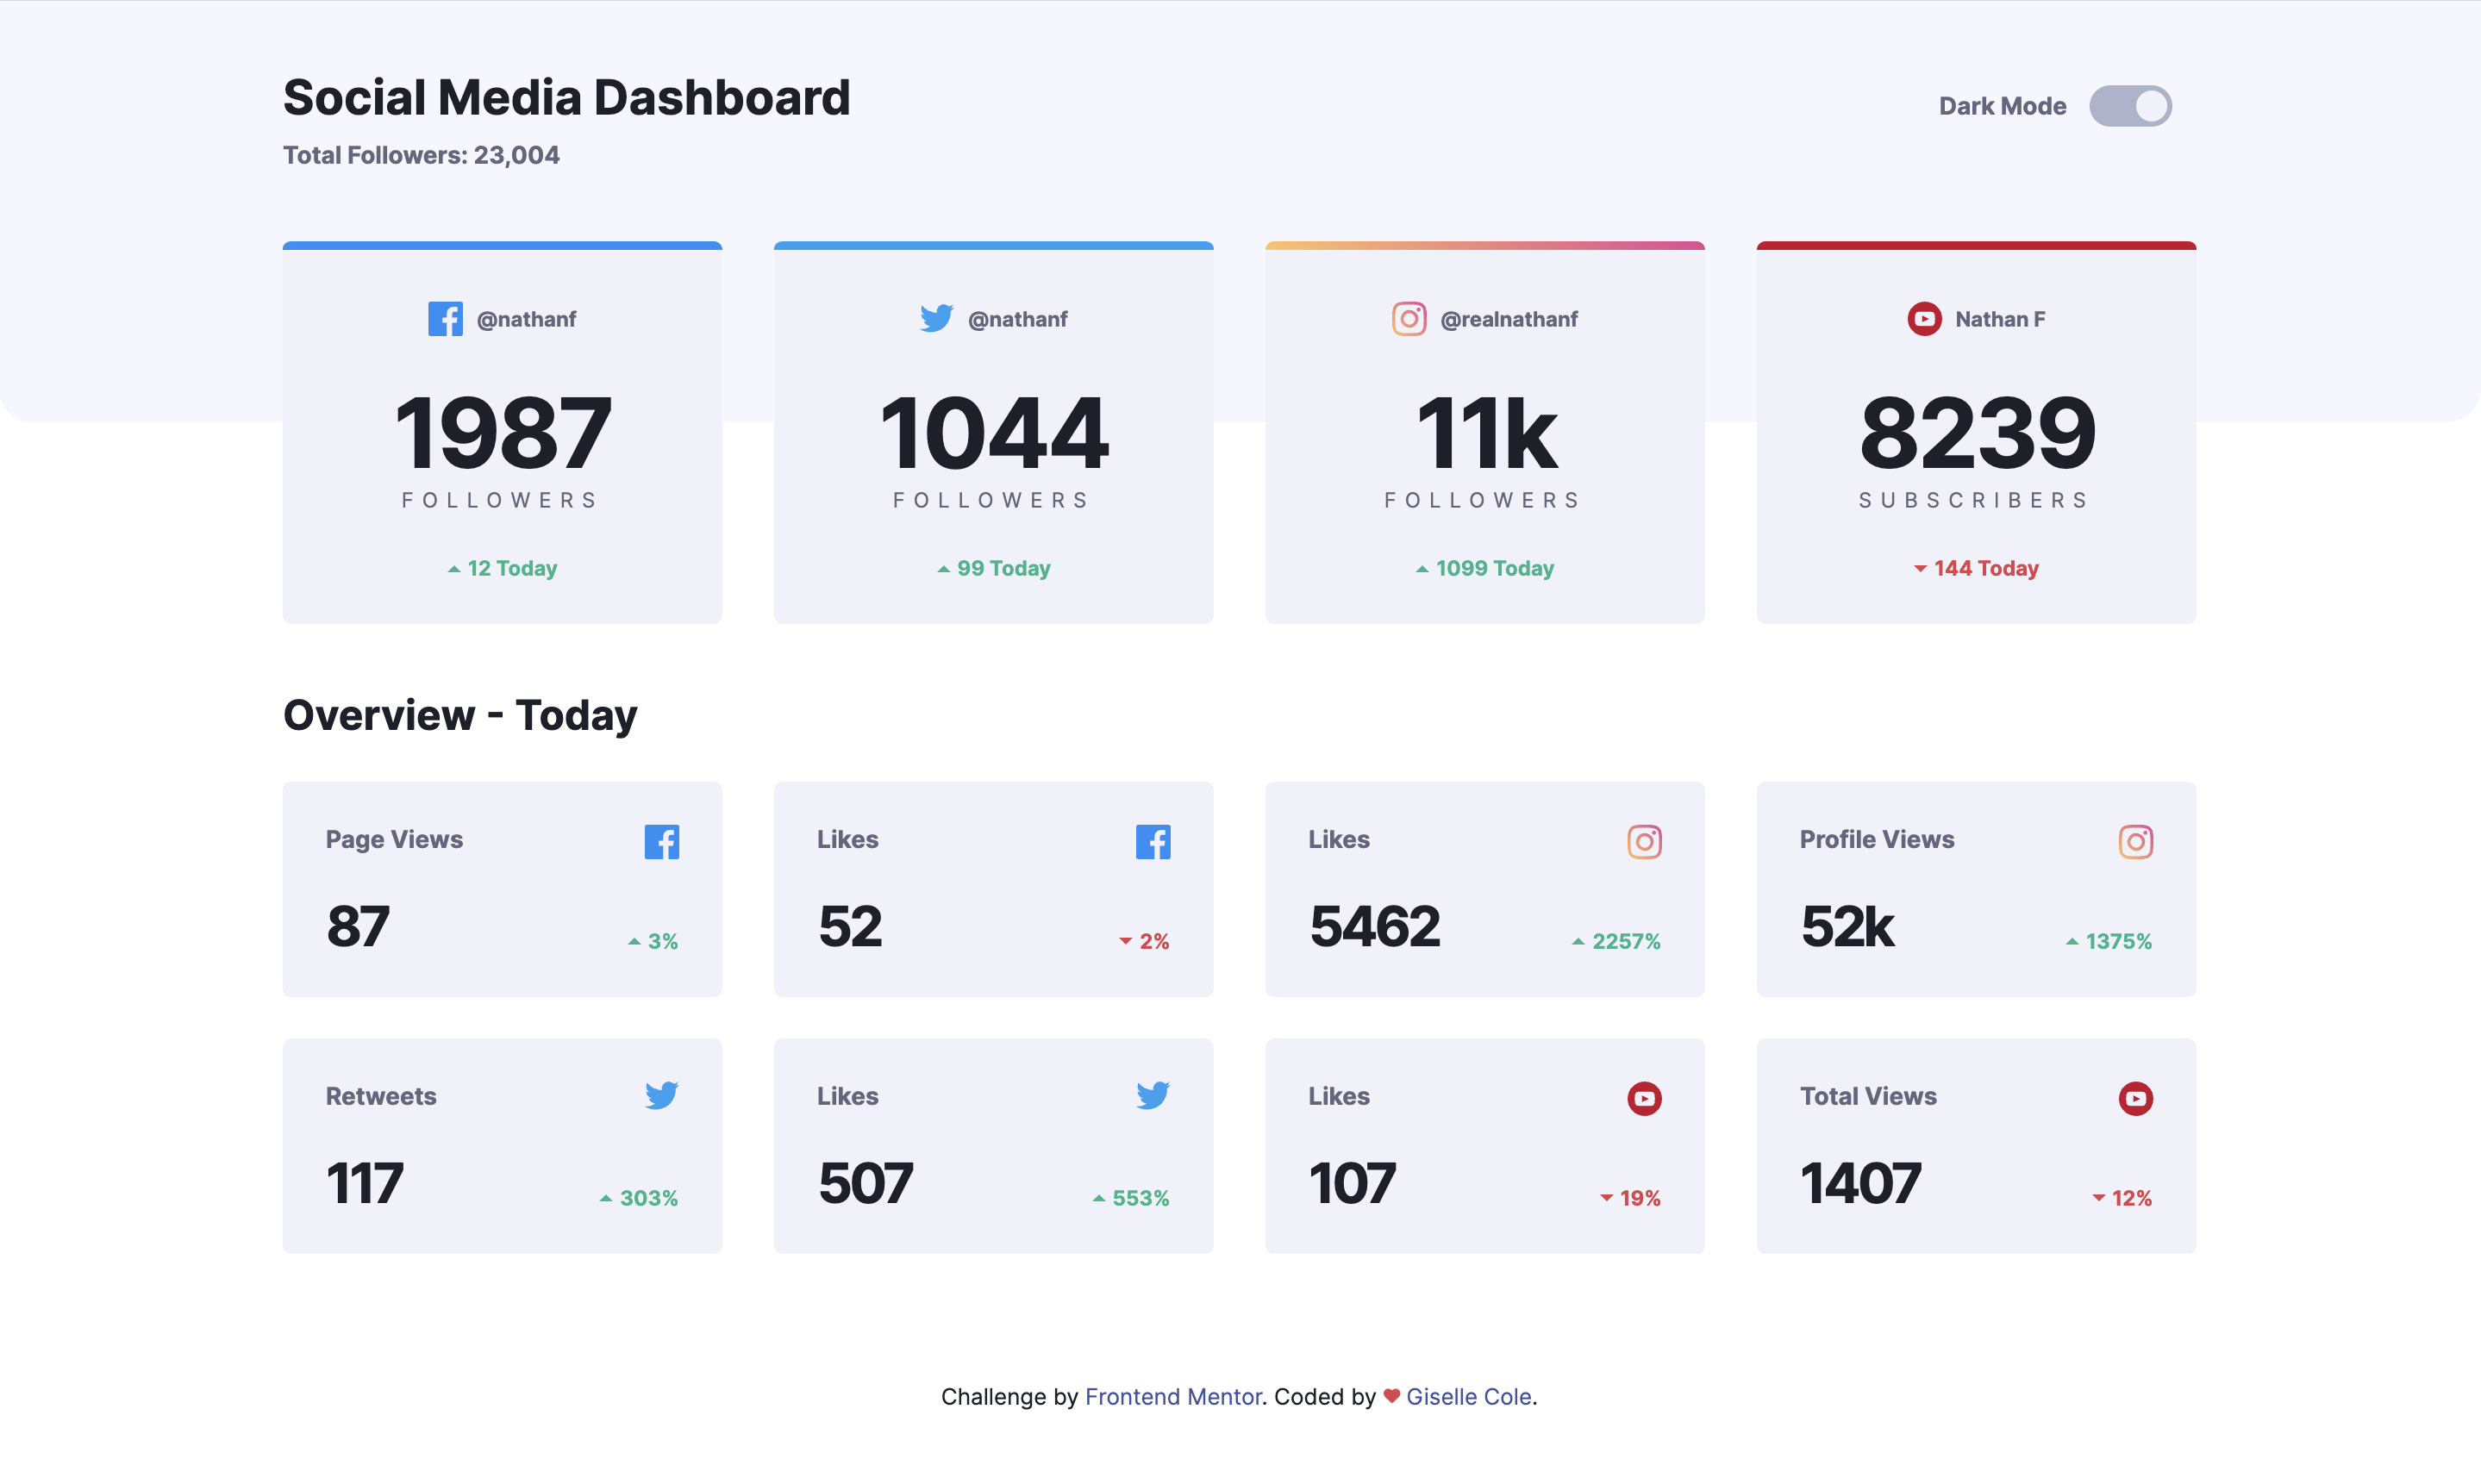 Social Media Dashboard
Dark Mode
Total Followers: 23,004
@nathanf
1987
FOLLOWERS
12 Today
@nathanf
1044
FOLLOWERS
99 Today
@realnathanf
11k
FOLLOWERS
1099 Today
Nathan F
8239
SUBSCRIBERS
144 Today
Overview - Today
Page Views
87
3%
Likes
52
2%
Likes
5462
2257%
Profile Views
52k
1375%
Retweets
117
303%
Likes
507
553%
Likes
107
19%
Total Views
1407
12%
Challenge by Frontend Mentor. Coded by Giselle Cole.